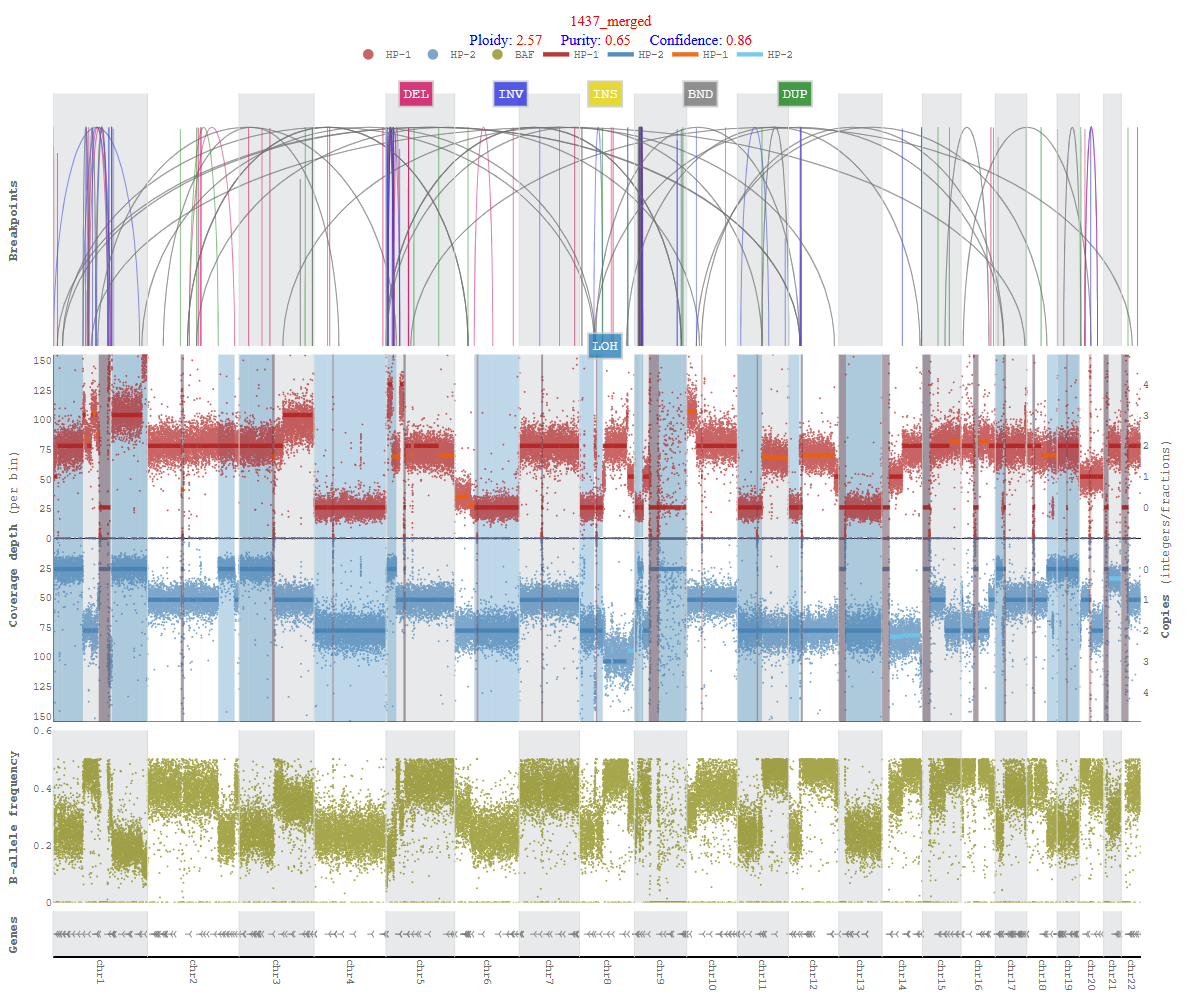 1437_merged
Ploidy: 2.57 Purity: 0.65 Confidence: 0.86
HP-1 HP-2 BAF HP-1 HP-2 HP-1 HP-2
DEL INV INS BND DUP
Breakpoints
LOH
Coverage depth (per bin)
150
125
100
75
50
25
0
25
50
75
100
125
150
4
3
2
1
0
0
1
2
3
4
Copies (integers/fractions)
B-allele frequency
0.6
0.4
0.2
0
Genes
chr1 chr2 chr3 chr4 chr5 chr6 chr7 chr8 chr9 chr10 chr11 chr12 chr13 chr14 chr15 chr16 chr17 chr18 chr19 chr20 chr21 chr22